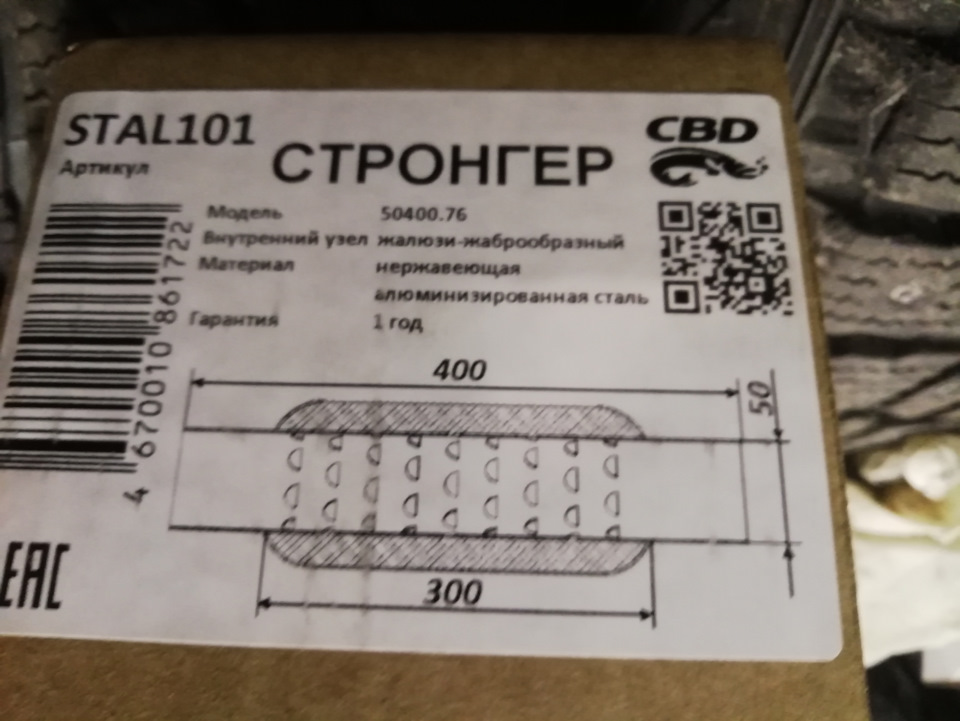 STAL101
Артикул
СТРОНГЕР
CBD
Модель 50400.76
Внутренний узел жалюзи-жаброобразный
Материал нержавеющая
алюминизированная сталь
Гарантия 1 год
4 670010 861722
400
50
300
EAC